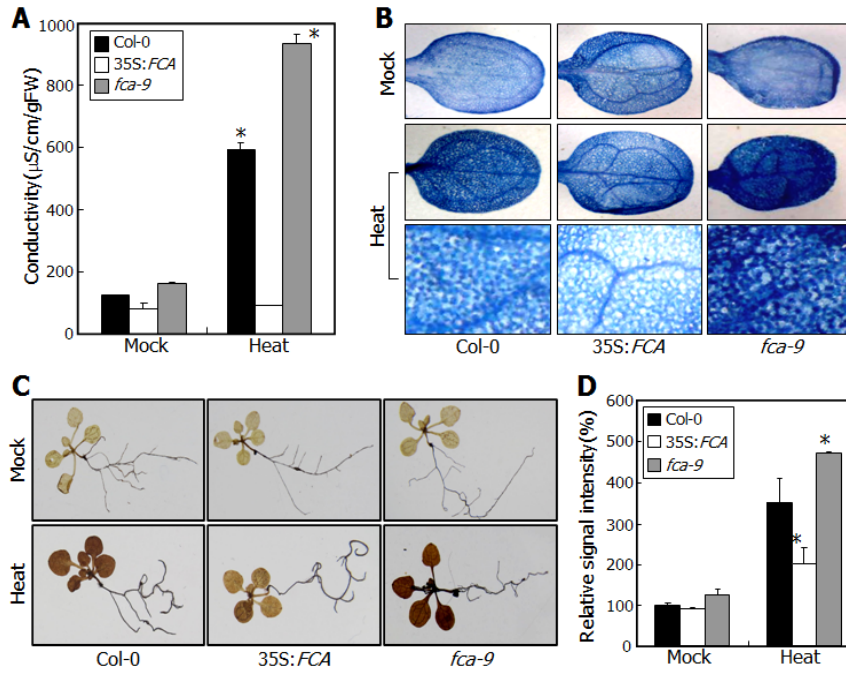 A
Conductivity(μS/cm/gFW)
1000
800
600
400
200
0
Col-0
35S:FCA
fca-9
*
*
Mock
Heat
B
Mock
Heat
Col-0
35S:FCA
fca-9
C
Mock
Heat
Col-0
35S:FCA
fca-9
D
Relative signal intensity(%)
600
500
400
300
200
100
0
Col-0
35S:FCA
fca-9
*
*
Mock
Heat